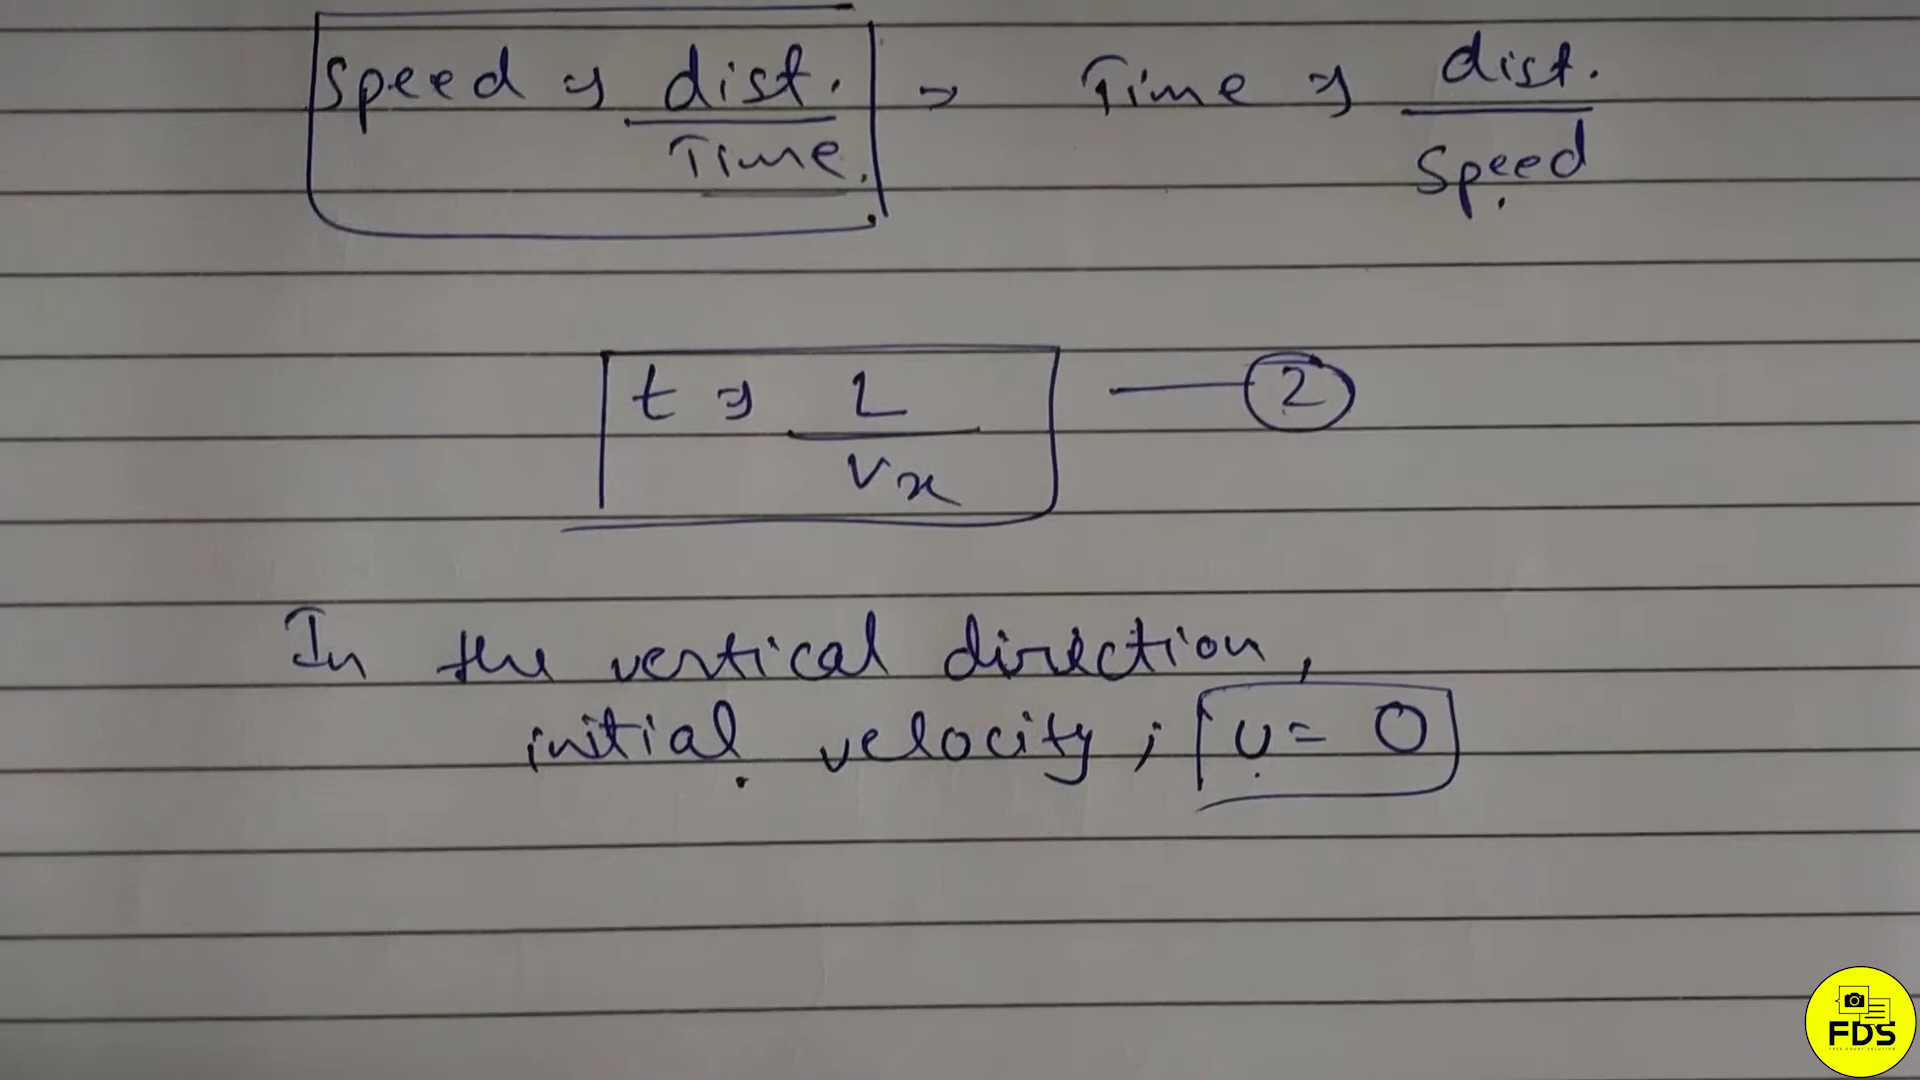 Speed ⇒ dist. / Time. ⇒ Time ⇒ dist. / Speed
t ⇒ L / vx —— 2
In the vertical direction,
initial velocity; u = 0
FDS